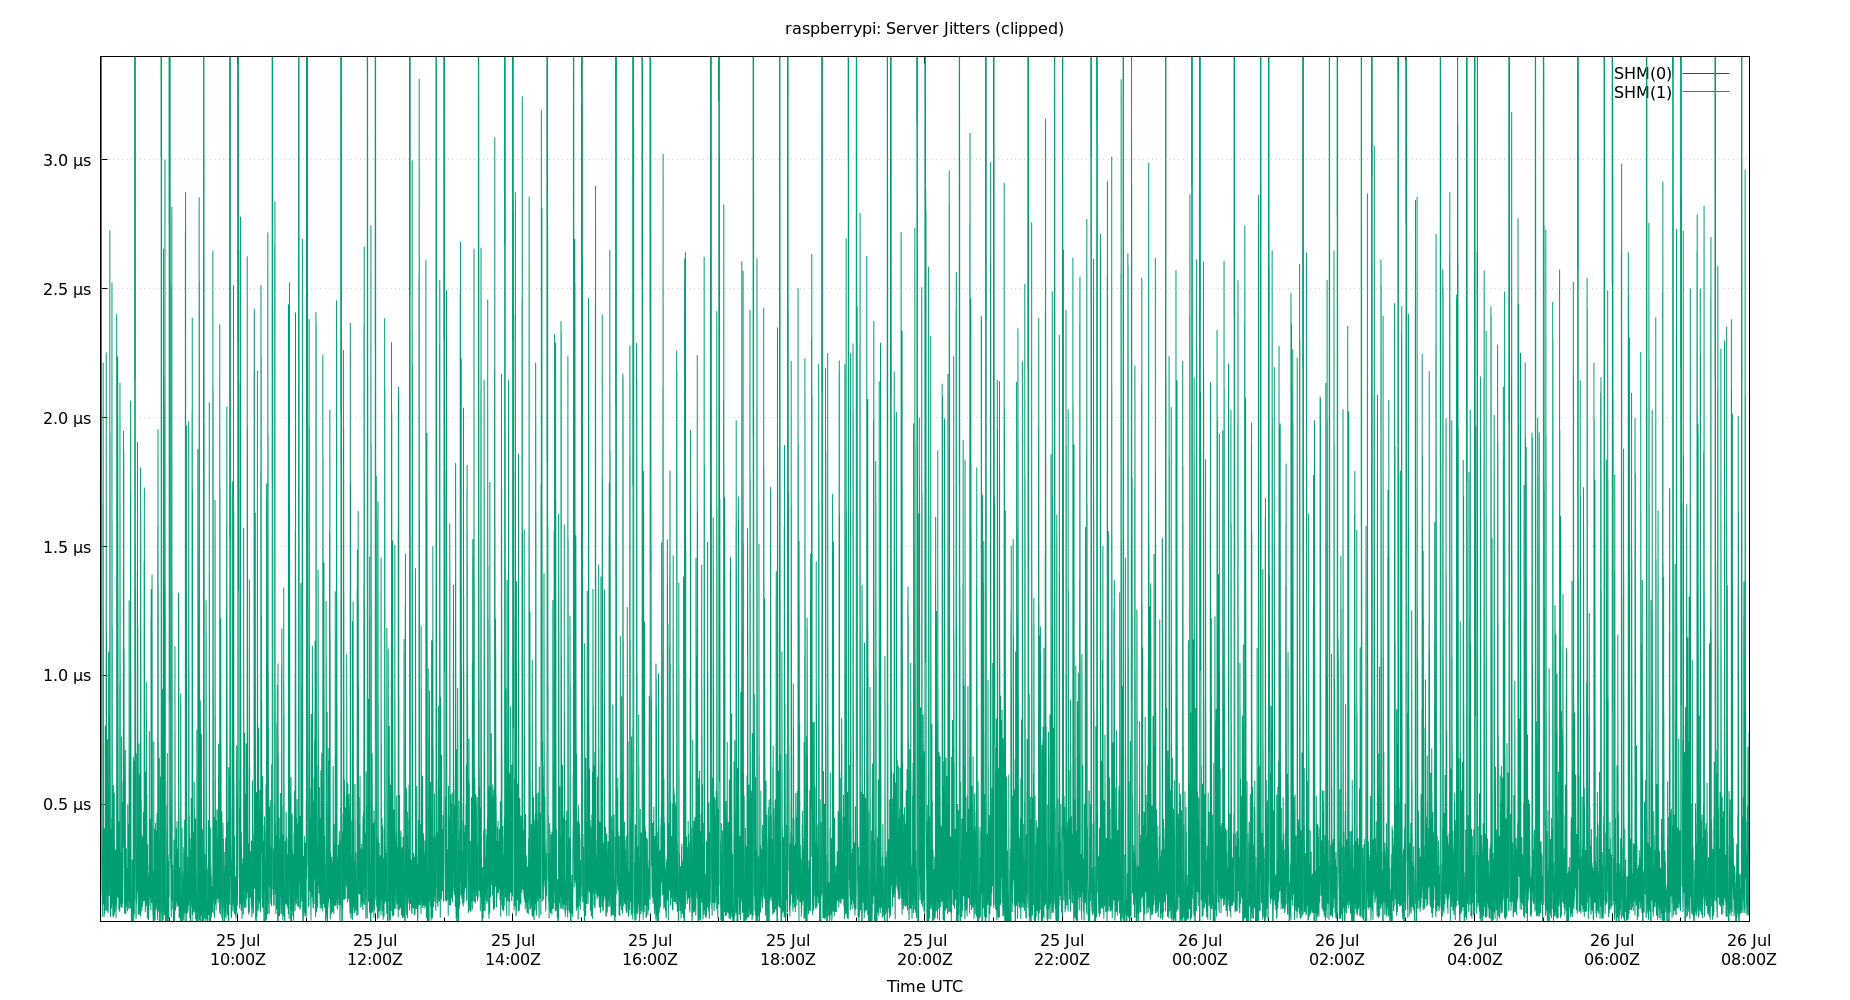 raspberrypi: Server Jitters (clipped)
SHM(0)
SHM(1)
3.0 µs
2.5 µs
2.0 µs
1.5 µs
1.0 µs
0.5 µs
25 Jul 25 Jul 25 Jul 25 Jul 25 Jul 25 Jul 25 Jul 26 Jul 26 Jul 26 Jul 26 Jul 26 Jul
10:00Z 12:00Z 14:00Z 16:00Z 18:00Z 20:00Z 22:00Z 00:00Z 02:00Z 04:00Z 06:00Z 08:00Z
Time UTC